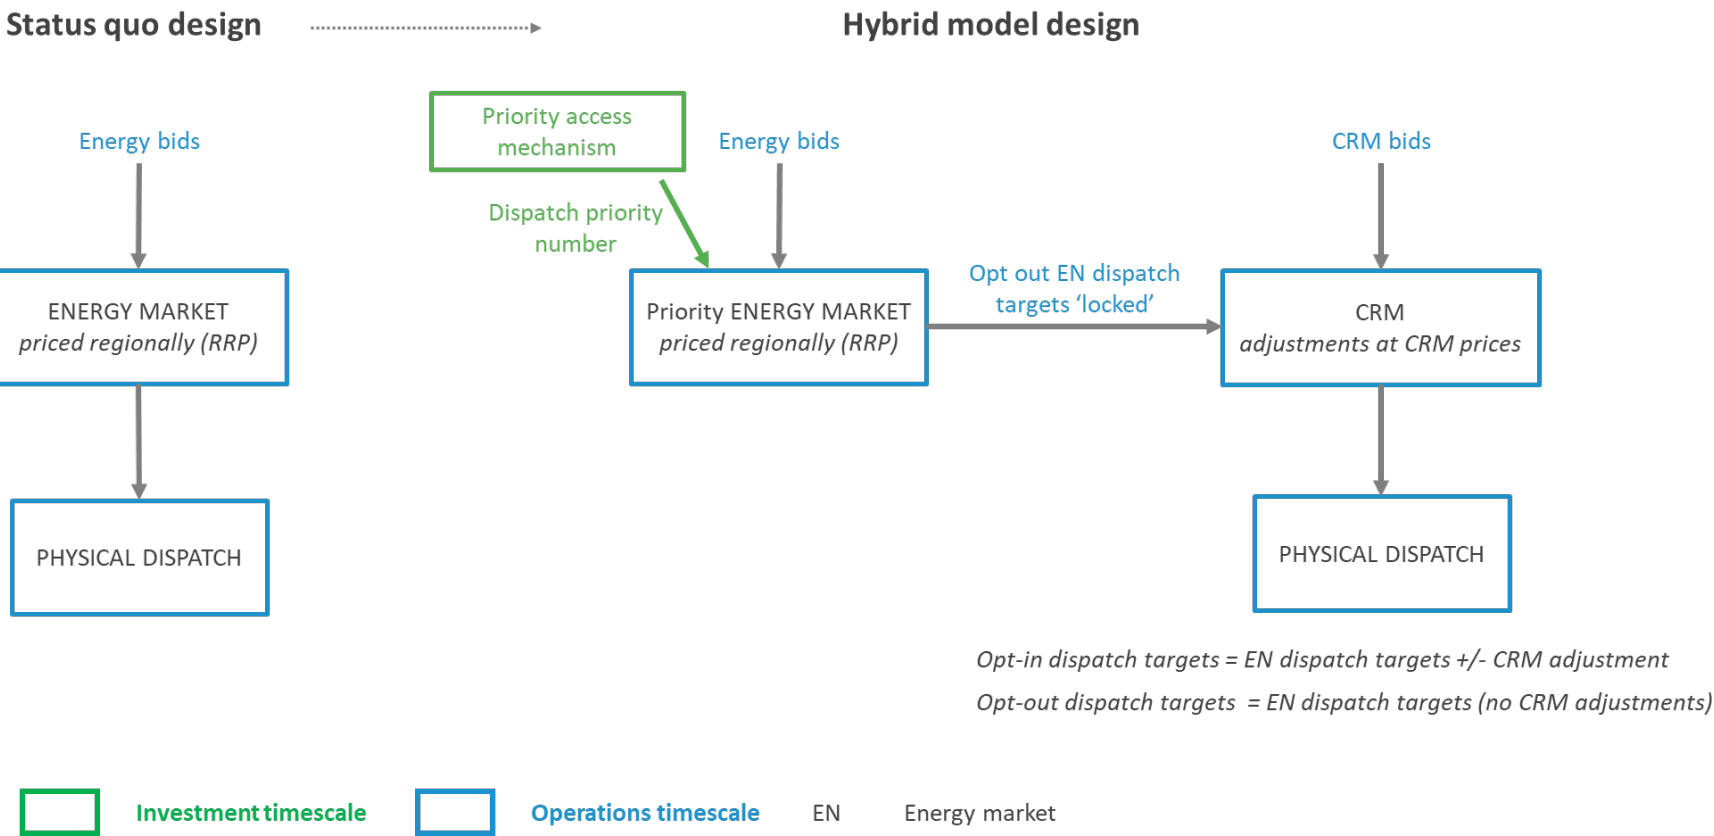 Status quo design
Hybrid model design
Energy bids
ENERGY MARKET
priced regionally (RRP)
PHYSICAL DISPATCH
Priority access
mechanism
Dispatch priority
number
Energy bids
Priority ENERGY MARKET
priced regionally (RRP)
Opt out EN dispatch
targets ‘locked’
CRM bids
CRM
adjustments at CRM prices
PHYSICAL DISPATCH
Opt-in dispatch targets = EN dispatch targets +/- CRM adjustment
Opt-out dispatch targets = EN dispatch targets (no CRM adjustments)
Investment timescale
Operations timescale
EN
Energy market